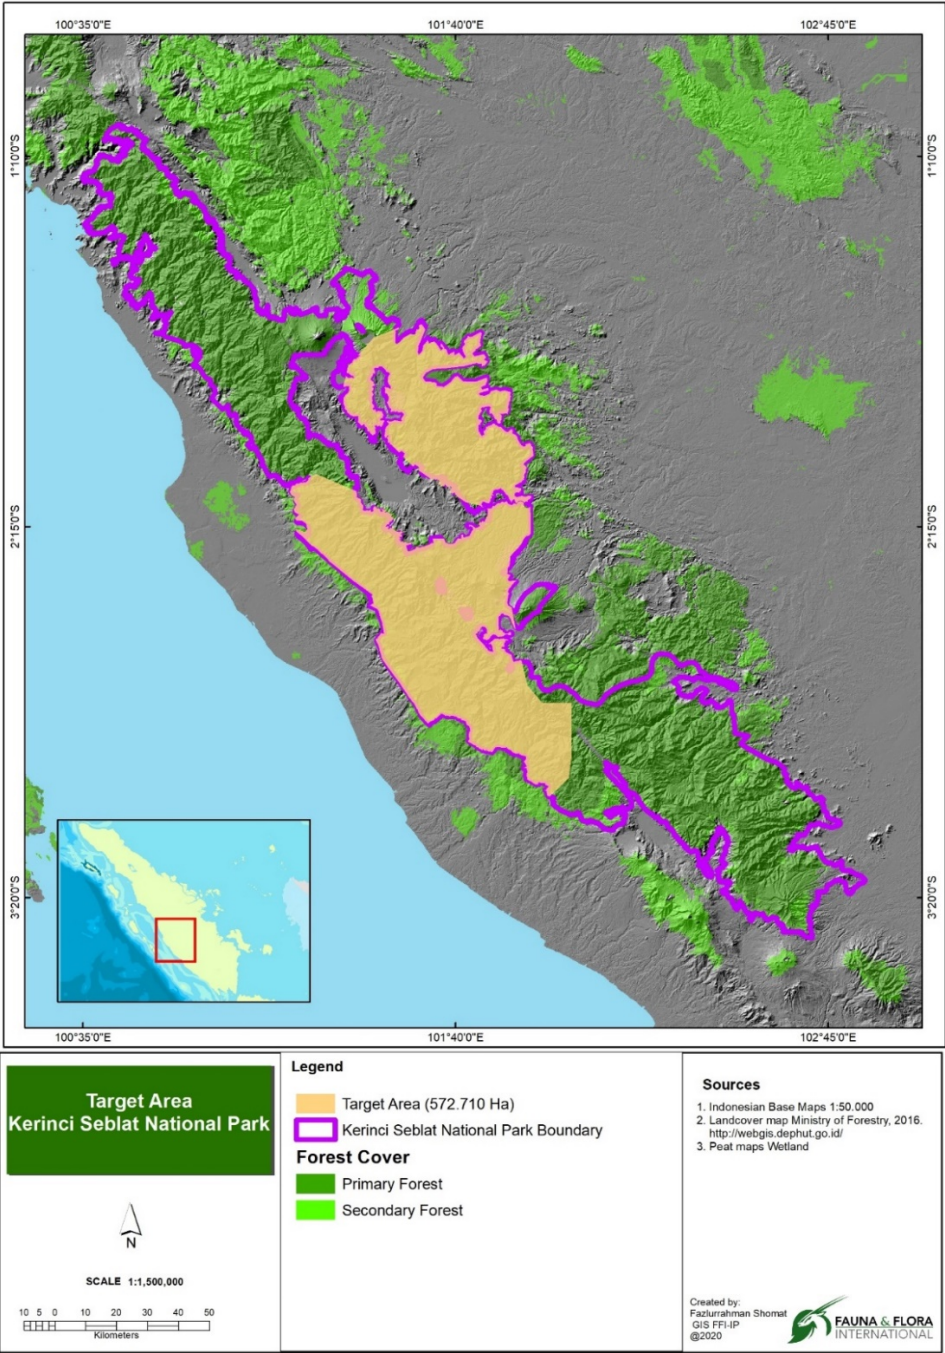 100°35'0"E 101°40'0"E 102°45'0"E
1°10'0"S 1°10'0"S
2°15'0"S 2°15'0"S
3°20'0"S 3°20'0"S
100°35'0"E 101°40'0"E 102°45'0"E
Target Area
Kerinci Seblat National Park
N
SCALE 1:1,500,000
10 5 0 10 20 30 40 50
Kilometers
Legend
Target Area (572.710 Ha)
Kerinci Seblat National Park Boundary
Forest Cover
Primary Forest
Secondary Forest
Sources
1. Indonesian Base Maps 1:50.000
2. Landcover map Ministry of Forestry, 2016.
http://webgis.dephut.go.id/
3. Peat maps Wetland
Created by:
Fazlurrahman Shomat
GIS FFI-IP
@2020
FAUNA & FLORA
INTERNATIONAL